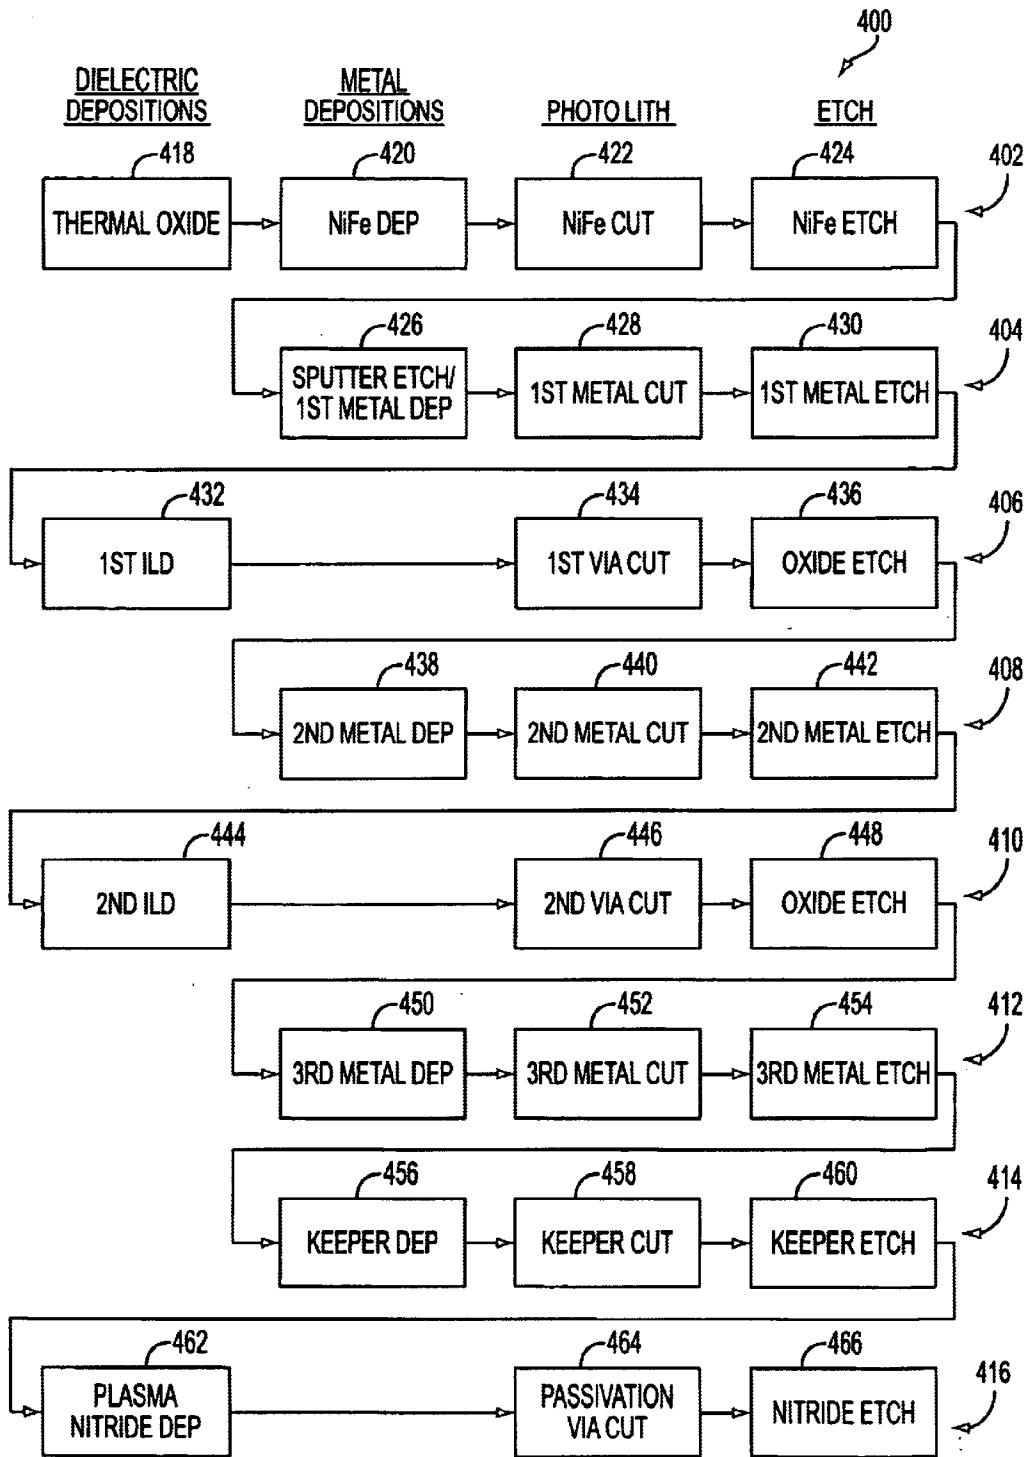 400
DIELECTRIC
DEPOSITIONS
METAL
DEPOSITIONS
PHOTO LITH
ETCH
418
420
422
424
402
THERMAL OXIDE
NiFe DEP
NiFe CUT
NiFe ETCH
426
428
430
404
SPUTTER ETCH/
1ST METAL DEP
1ST METAL CUT
1ST METAL ETCH
432
434
436
406
1ST ILD
1ST VIA CUT
OXIDE ETCH
438
440
442
408
2ND METAL DEP
2ND METAL CUT
2ND METAL ETCH
444
446
448
410
2ND ILD
2ND VIA CUT
OXIDE ETCH
450
452
454
412
3RD METAL DEP
3RD METAL CUT
3RD METAL ETCH
456
458
460
414
KEEPER DEP
KEEPER CUT
KEEPER ETCH
462
464
466
416
PLASMA
NITRIDE DEP
PASSIVATION
VIA CUT
NITRIDE ETCH